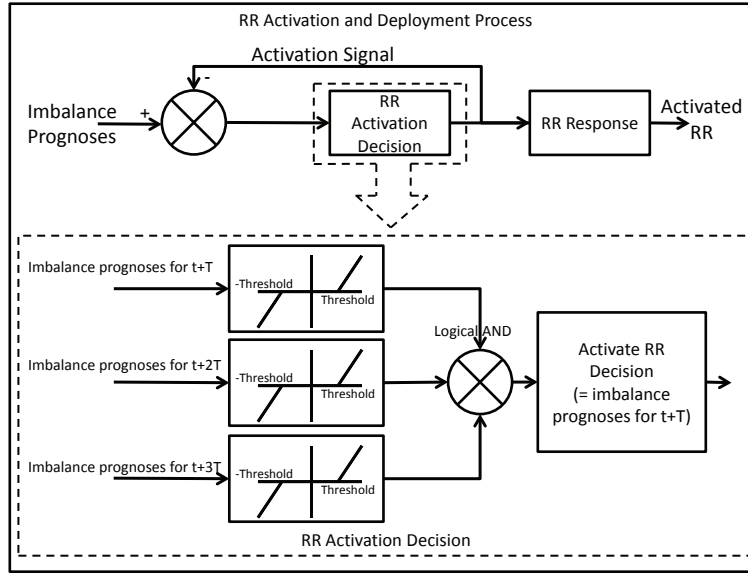 RR Activation and Deployment Process
Activation Signal
-
Imbalance
Prognoses
+
RR
Activation
Decision
RR Response
Activated
RR
Imbalance prognoses for t+T
-Threshold
Threshold
Logical AND
Imbalance prognoses for t+2T
-Threshold
Threshold
Activate RR
Decision
(= imbalance
prognoses for t+T)
Imbalance prognoses for t+3T
-Threshold
Threshold
RR Activation Decision